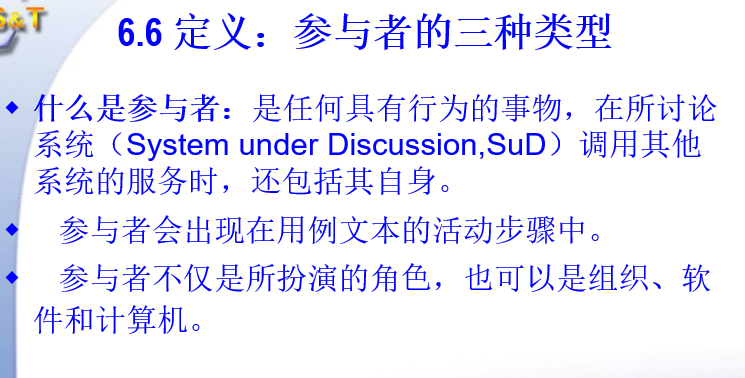 S&T
6.6 定义：参与者的三种类型
什么是参与者：是任何具有行为的事物，在所讨论
系统（System under Discussion,SuD）调用其他
系统的服务时，还包括其自身。
参与者会出现在用例文本的活动步骤中。
参与者不仅是所扮演的角色，也可以是组织、软
件和计算机。